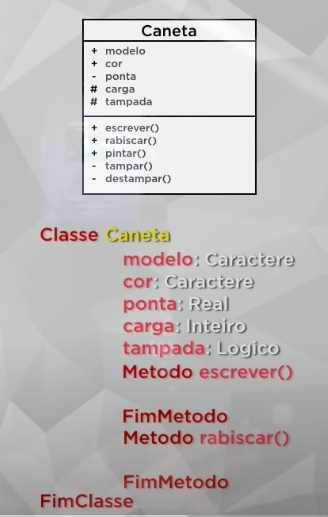 Caneta
+ modelo
+ cor
- ponta
# carga
# tampada
+ escrever()
+ rabiscar()
+ pintar()
- tampar()
- destampar()
Classe Caneta
modelo: Caractere
cor: Caractere
ponta: Real
carga: Inteiro
tampada: Logico
Metodo escrever()
FimMetodo
Metodo rabiscar()
FimMetodo
FimClasse